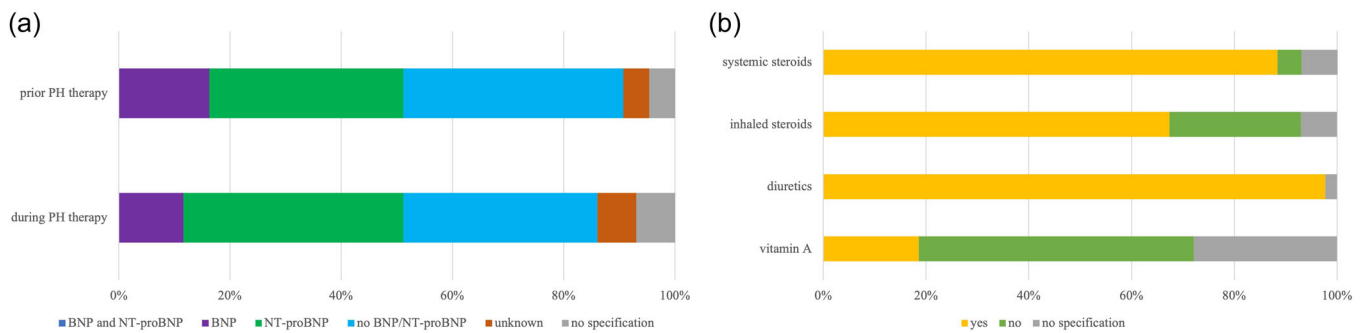 (a)
prior PH therapy
during PH therapy
0% 20% 40% 60% 80% 100%
BNP and NT-proBNP BNP NT-proBNP no BNP/NT-proBNP unknown no specification
(b)
systemic steroids
inhaled steroids
diuretics
vitamin A
0% 20% 40% 60% 80% 100%
yes no no specification